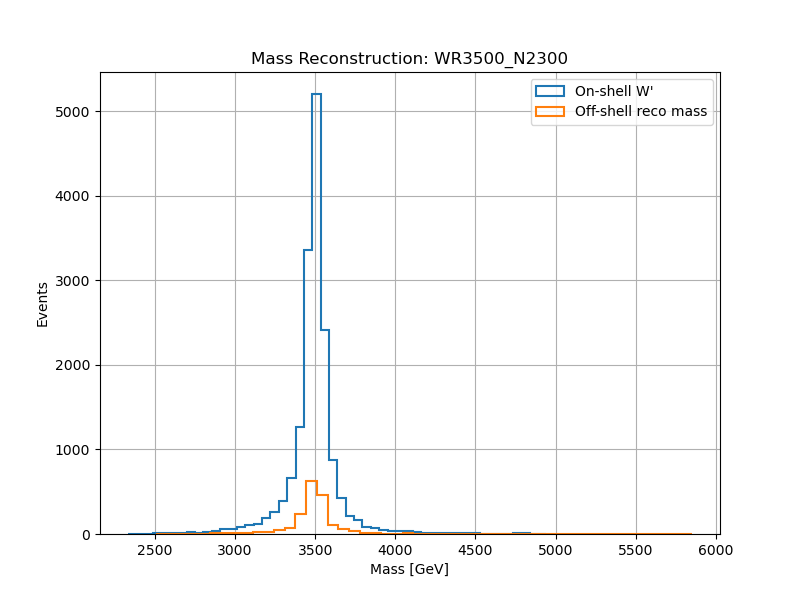 Mass Reconstruction: WR3500_N2300
On-shell W'
Off-shell reco mass
5000
4000
3000
2000
1000
0
Events
2500 3000 3500 4000 4500 5000 5500 6000
Mass [GeV]